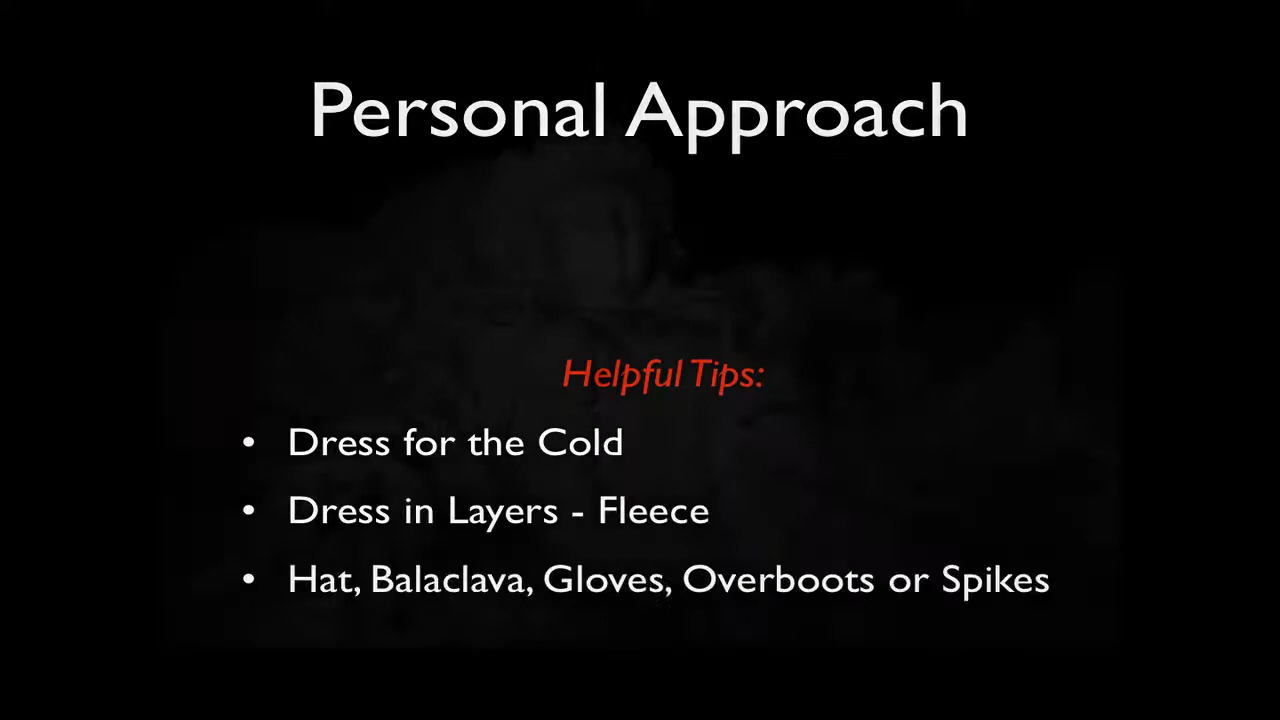 Personal Approach
Helpful Tips:
• Dress for the Cold
• Dress in Layers - Fleece
• Hat, Balaclava, Gloves, Overboots or Spikes